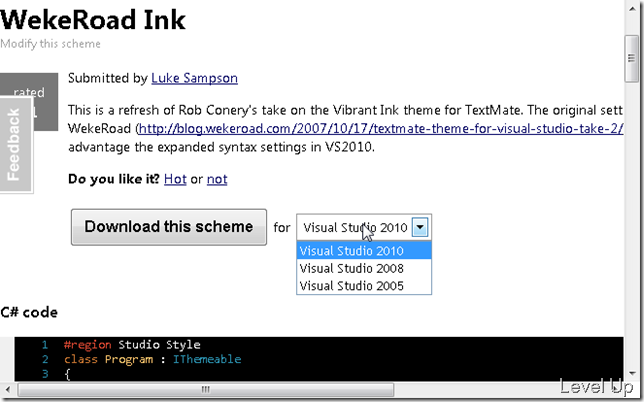 WekeRoad Ink
Modify this scheme
rated
Feedback
Submitted by Luke Sampson
This is a refresh of Rob Conery's take on the Vibrant Ink theme for TextMate. The original sett
WekeRoad (http://blog.wekeroad.com/2007/10/17/textmate-theme-for-visual-studio-take-2/
advantage the expanded syntax settings in VS2010.
Do you like it? Hot or not
Download this scheme for Visual Studio 2010
Visual Studio 2010
Visual Studio 2008
Visual Studio 2005
C# code
1 #region Studio Style
2 class Program : IThemeable
3 {
Level Up